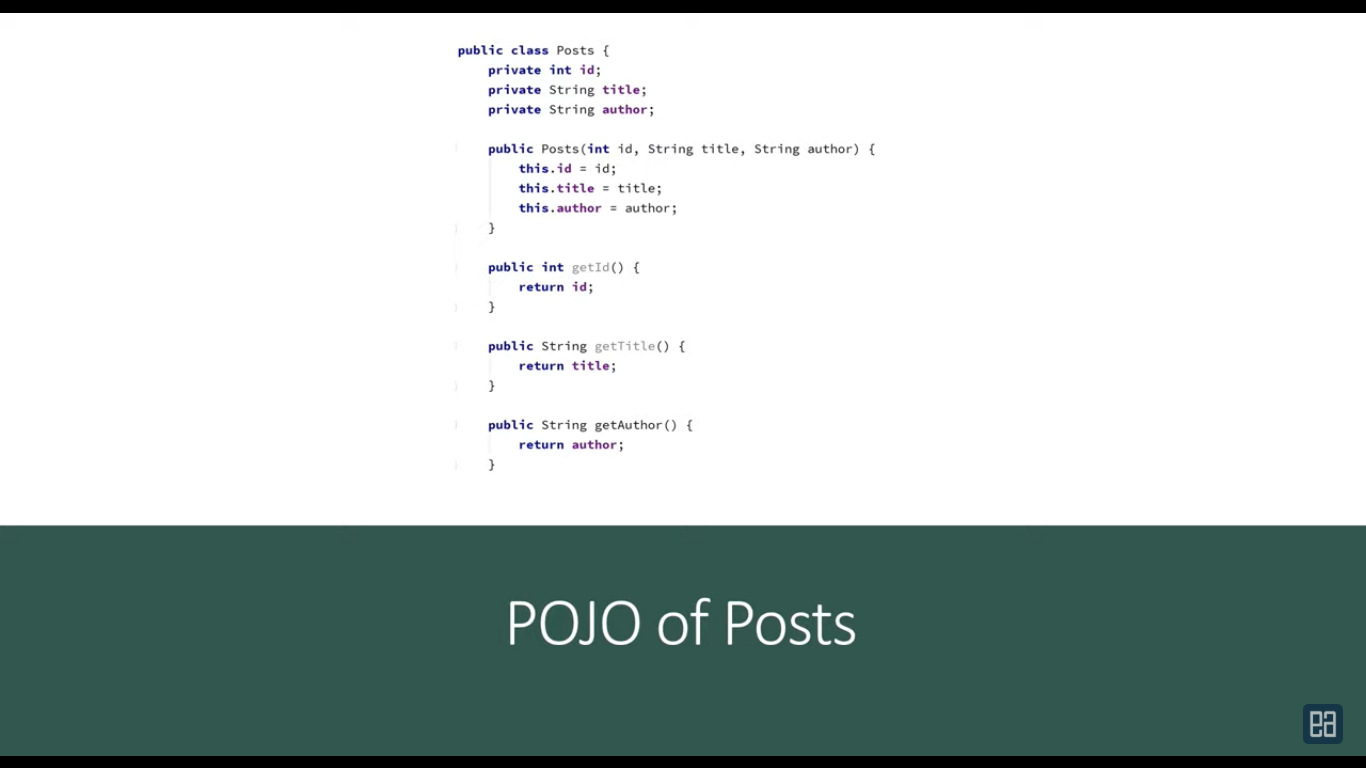 public class Posts {
    private int id;
    private String title;
    private String author;

    public Posts(int id, String title, String author) {
        this.id = id;
        this.title = title;
        this.author = author;
    }

    public int getId() {
        return id;
    }

    public String getTitle() {
        return title;
    }

    public String getAuthor() {
        return author;
    }
POJO of Posts
ea